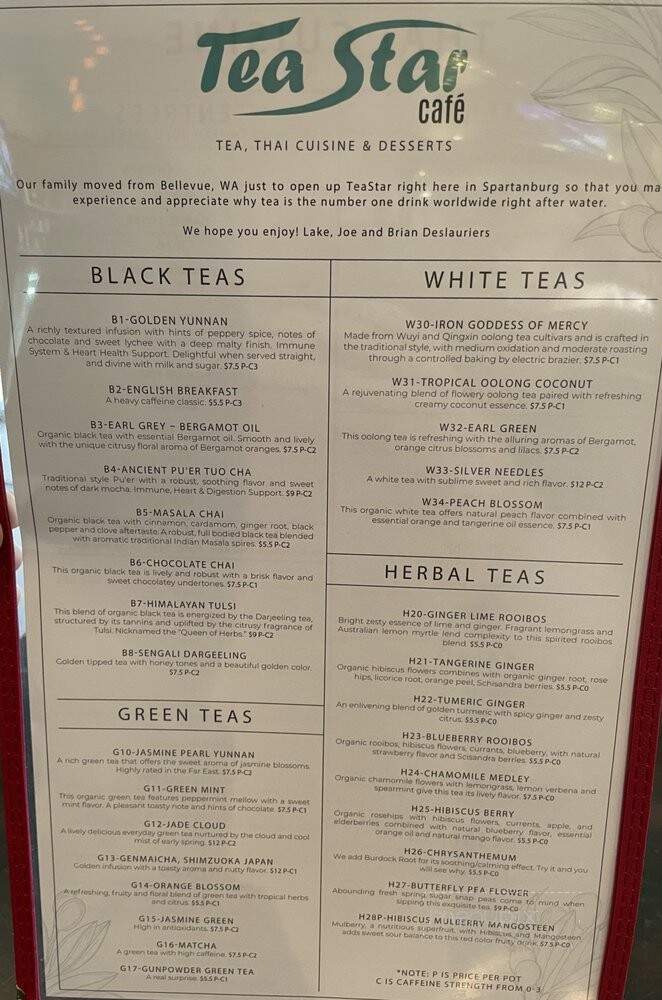 Tea Star
café
TEA, THAI CUISINE & DESSERTS
Our family moved from Bellevue, WA just to open up TeaStar right here in Spartanburg so that you ma
experience and appreciate why tea is the number one drink worldwide right after water.
We hope you enjoy! Lake, Joe and Brian Deslauriers
BLACK TEAS
B1-GOLDEN YUNNAN
A richly textured infusion with hints of peppery spice, notes of
chocolate and sweet lychee with a deep malty finish. Immune
System & Heart Health Support. Delightful when served straight,
and divine with milk and sugar. $7.5 P-C3
B2-ENGLISH BREAKFAST
A heavy caffeine classic. $5.5 P-C3
B3-EARL GREY – BERGAMOT OIL
Organic black tea with essential Bergamot oil. Smooth and lively
with the unique citrusy floral aroma of Bergamot oranges. $7.5 P-C2
B4-ANCIENT PU'ER TUO CHA
Traditional style Pu'er with a robust, soothing flavor and sweet
notes of dark mocha. Immune, Heart & Digestion Support. $9 P-C2
B5-MASALA CHAI
Organic black tea with cinnamon, cardamom, ginger root, black
pepper and clove aftertaste. A robust, full bodied black tea blended
with aromatic traditional Indian Masala spires. $5.5 P-C2
B6-CHOCOLATE CHAI
This organic black tea is lively and robust with a brisk flavor and
sweet chocolatey undertones. $7.5 P-C1
B7-HIMALAYAN TULSI
This blend of organic black tea is energized by the Darjeeling tea,
structured by its tannins and uplifted by the citrusy fragrance of
Tulsi. Nicknamed the "Queen of Herbs." $9 P-C2
B8-SENGALI DARGEELING
Golden tipped tea with honey tones and a beautiful golden color.
$7.5 P-C2
GREEN TEAS
G10-JASMINE PEARL YUNNAN
A rich green tea that offers the sweet aroma of jasmine blossoms.
Highly rated in the Far East. $7.5 P-C2
G11-GREEN MINT
This organic green tea features peppermint mellow with a sweet
mint flavor. A pleasant toasty note and hints of chocolate. $7.5 P-C1
G12-JADE CLOUD
A lively delicious everyday green tea nurtured by the cloud and cool
mist of early spring. $12 P-C2
G13-GENMAICHA, SHIMZUOKA JAPAN
Golden infusion with a toasty aroma and nutty flavor. $12 P-C1
G14-ORANGE BLOSSOM
A refreshing, fruity and floral blend of green tea with tropical herbs
and citrus. $5.5 P-C1
G15-JASMINE GREEN
High in antioxidants. $7.5 P-C2
G16-MATCHA
A green tea with high caffeine. $7.5 P-C2
G17-GUNPOWDER GREEN TEA
A real surprise. $5.5 P-C1
WHITE TEAS
W30-IRON GODDESS OF MERCY
Made from Wuyi and Qingxin oolong tea cultivars and is crafted in
the traditional style, with medium oxidation and moderate roasting
through a controlled baking by electric brazier. $7.5 P-C1
W31-TROPICAL OOLONG COCONUT
A rejuvenating blend of flowery oolong tea paired with refreshing
creamy coconut essence. $7.5 P-C1
W32-EARL GREEN
This oolong tea is refreshing with the alluring aromas of Bergamot,
orange citrus blossoms and lilacs. $7.5 P-C2
W33-SILVER NEEDLES
A white tea with sublime sweet and rich flavor. $12 P-C2
W34-PEACH BLOSSOM
This organic white tea offers natural peach flavor combined with
essential orange and tangerine oil essence. $7.5 P-C1
HERBAL TEAS
H20-GINGER LIME ROOIBOS
Bright zesty essence of lime and ginger. Fragrant lemongrass and
Australian lemon myrtle lend complexity to this spirited rooibos
blend. $5.5 P-C0
H21-TANGERINE GINGER
Organic hibiscus flowers combines with organic ginger root, rose
hips, licorice root, orange peel, Schisandra berries. $5.5 P-C0
H22-TUMERIC GINGER
An enlivening blend of golden turmeric with spicy ginger and zesty
citrus. $5.5 P-C0
H23-BLUEBERRY ROOIBOS
Organic rooibos, hibiscus flowers, currants, blueberry, with natural
strawberry flavor and Scisandra berries. $5.5 P-C0
H24-CHAMOMILE MEDLEY
Organic chamomile flowers with lemongrass, lemon verbena and
spearmint give this tea its lively flavor. $7.5 P-C0
H25-HIBISCUS BERRY
Organic rosehips with hibiscus flowers, currents, apple, and
elderberries combined with natural blueberry flavor, essential
orange oil and natural mango flavor. $5.5 P-C0
H26-CHRYSANTHEMUM
We add Burdock Root for its soothing/calming effect. Try it and you
will see why. $5.5 P-C0
H27-BUTTERFLY PEA FLOWER
Abounding fresh spring sugar snap peas come to mind when
sipping this exquisite tea. $9 P-C0
H28P-HIBISCUS MULBERRY MANGOSTEEN
Mulberry, a nutritious superfruit, with Hibiscus and Mangosteen
adds sweet sour balance to this red color fruity drink. $7.5 P-C0
*NOTE: P IS PRICE PER POT
C IS CAFFEINE STRENGTH FROM 0-3